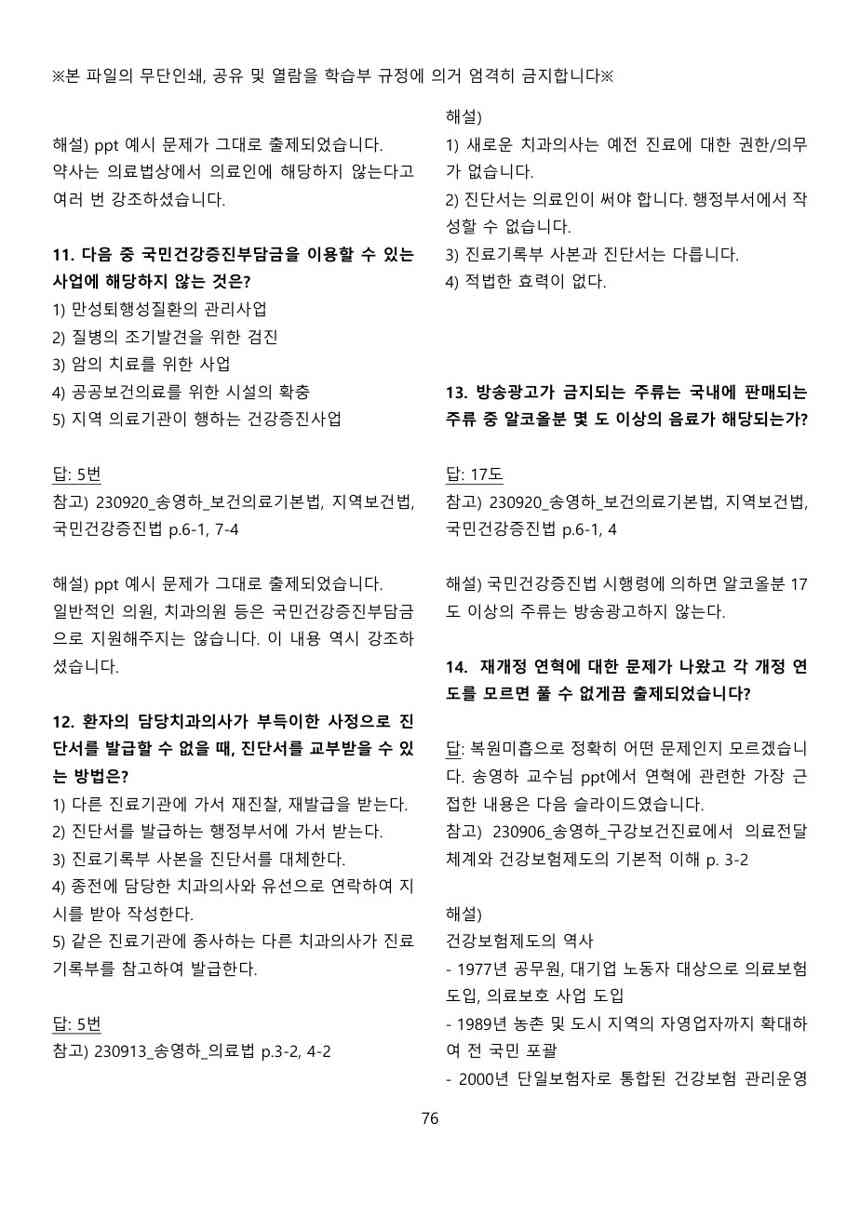 ※본 파일의 무단인쇄, 공유 및 열람을 학습부 규정에 의거 엄격히 금지합니다※
해설) ppt 예시 문제가 그대로 출제되었습니다.
약사는 의료법상에서 의료인에 해당하지 않는다고
여러 번 강조하셨습니다.
11. 다음 중 국민건강증진부담금을 이용할 수 있는
사업에 해당하지 않는 것은?
1) 만성퇴행성질환의 관리사업
2) 질병의 조기발견을 위한 검진
3) 암의 치료를 위한 사업
4) 공공보건의료를 위한 시설의 확충
5) 지역 의료기관이 행하는 건강증진사업
답: 5번
참고) 230920_송영하_보건의료기본법, 지역보건법,
국민건강증진법 p.6-1, 7-4
해설) ppt 예시 문제가 그대로 출제되었습니다.
일반적인 의원, 치과의원 등은 국민건강증진부담금
으로 지원해주지는 않습니다. 이 내용 역시 강조하
셨습니다.
12. 환자의 담당치과의사가 부득이한 사정으로 진
단서를 발급할 수 없을 때, 진단서를 교부받을 수 있
는 방법은?
1) 다른 진료기관에 가서 재진찰, 재발급을 받는다.
2) 진단서를 발급하는 행정부서에 가서 받는다.
3) 진료기록부 사본을 진단서를 대체한다.
4) 종전에 담당한 치과의사와 유선으로 연락하여 지
시를 받아 작성한다.
5) 같은 진료기관에 종사하는 다른 치과의사가 진료
기록부를 참고하여 발급한다.
답: 5번
참고) 230913_송영하_의료법 p.3-2, 4-2
해설)
1) 새로운 치과의사는 예전 진료에 대한 권한/의무
가 없습니다.
2) 진단서는 의료인이 써야 합니다. 행정부서에서 작
성할 수 없습니다.
3) 진료기록부 사본과 진단서는 다릅니다.
4) 적법한 효력이 없다.
13. 방송광고가 금지되는 주류는 국내에 판매되는
주류 중 알코올분 몇 도 이상의 음료가 해당되는가?
답: 17도
참고) 230920_송영하_보건의료기본법, 지역보건법,
국민건강증진법 p.6-1, 4
해설) 국민건강증진법 시행령에 의하면 알코올분 17
도 이상의 주류는 방송광고하지 않는다.
14. 재개정 연혁에 대한 문제가 나왔고 각 개정 연
도를 모르면 풀 수 없게끔 출제되었습니다?
답: 복원미흡으로 정확히 어떤 문제인지 모르겠습니
다. 송영하 교수님 ppt에서 연혁에 관련한 가장 근
접한 내용은 다음 슬라이드였습니다.
참고) 230906_송영하_구강보건진료에서 의료전달
체계와 건강보험제도의 기본적 이해 p. 3-2
해설)
건강보험제도의 역사
- 1977년 공무원, 대기업 노동자 대상으로 의료보험
도입, 의료보호 사업 도입
- 1989년 농촌 및 도시 지역의 자영업자까지 확대하
여 전 국민 포괄
- 2000년 단일보험자로 통합된 건강보험 관리운영
76